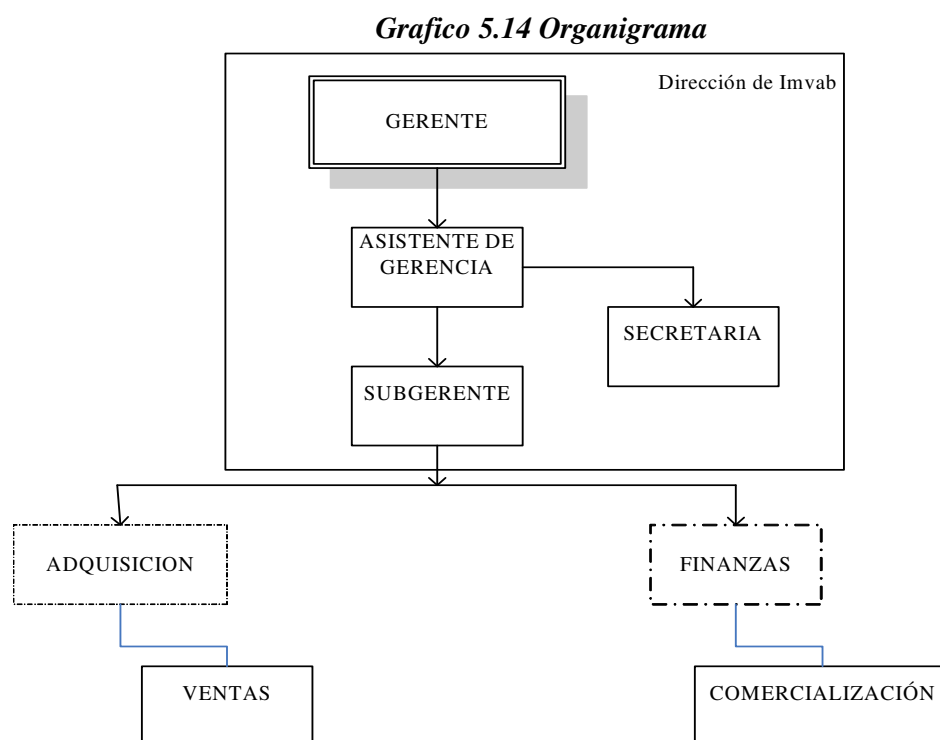 Grafico 5.14 Organigrama
Dirección de Imvab
GERENTE
ASISTENTE DE
GERENCIA
SECRETARIA
SUBGERENTE
ADQUISICION
FINANZAS
VENTAS
COMERCIALIZACIÓN